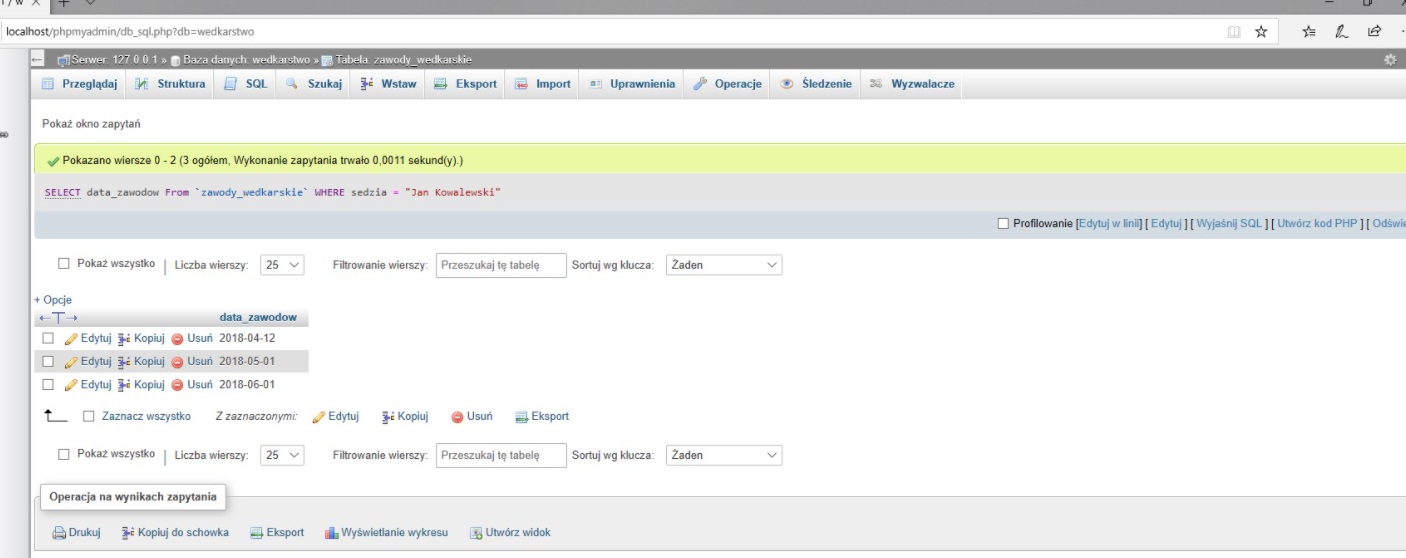 localhost/phpmyadmin/db_sql.php?db=wedkarstwo
Serwer: 127.0.0.1 » Baza danych: wedkarstwo » Tabela: zawody_wedkarskie
Przeglądaj Struktura SQL Szukaj Wstaw Eksport Import Uprawnienia Operacje Śledzenie Wyzwalacze
Pokaż okno zapytań
Pokazano wiersze 0 - 2 (3 ogółem, Wykonanie zapytania trwało 0,0011 sekund(y).)
SELECT data_zawodow From `zawody_wedkarskie` WHERE sedzia = "Jan Kowalewski"
Profilowanie [Edytuj w linii] [ Edytuj ] [ Wyjaśnij SQL ] [ Utwórz kod PHP ] [ Odświe
Pokaż wszystko | Liczba wierszy: 25 Filtrowanie wierszy: Przeszukaj tę tabelę Sortuj wg klucza: Żaden
+ Opcje
←T→ data_zawodow
Edytuj Kopiuj Usuń 2018-04-12
Edytuj Kopiuj Usuń 2018-05-01
Edytuj Kopiuj Usuń 2018-06-01
Zaznacz wszystko Z zaznaczonymi: Edytuj Kopiuj Usuń Eksport
Pokaż wszystko | Liczba wierszy: 25 Filtrowanie wierszy: Przeszukaj tę tabelę Sortuj wg klucza: Żaden
Operacja na wynikach zapytania
Drukuj Kopiuj do schowka Eksport Wyświetlanie wykresu Utwórz widok